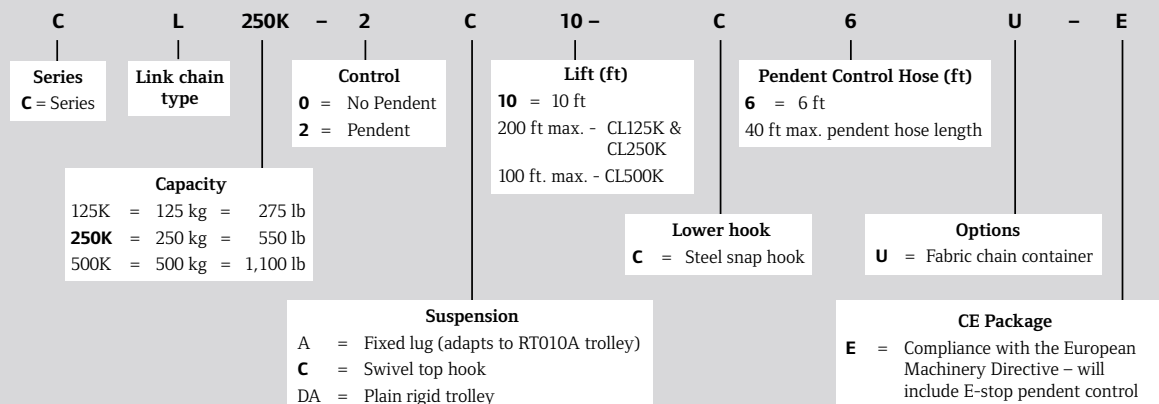 C L 250K – 2 C 10 – C 6 U – E
Series
C = Series
Link chain
type
Control
0 = No Pendent
2 = Pendent
Lift (ft)
10 = 10 ft
200 ft max. - CL125K &
CL250K
100 ft. max. - CL500K
Pendent Control Hose (ft)
6 = 6 ft
40 ft max. pendent hose length
Capacity
125K = 125 kg = 275 lb
250K = 250 kg = 550 lb
500K = 500 kg = 1,100 lb
Lower hook
C = Steel snap hook
Options
U = Fabric chain container
Suspension
A = Fixed lug (adapts to RT010A trolley)
C = Swivel top hook
DA = Plain rigid trolley
CE Package
E = Compliance with the European
Machinery Directive – will
include E-stop pendent control